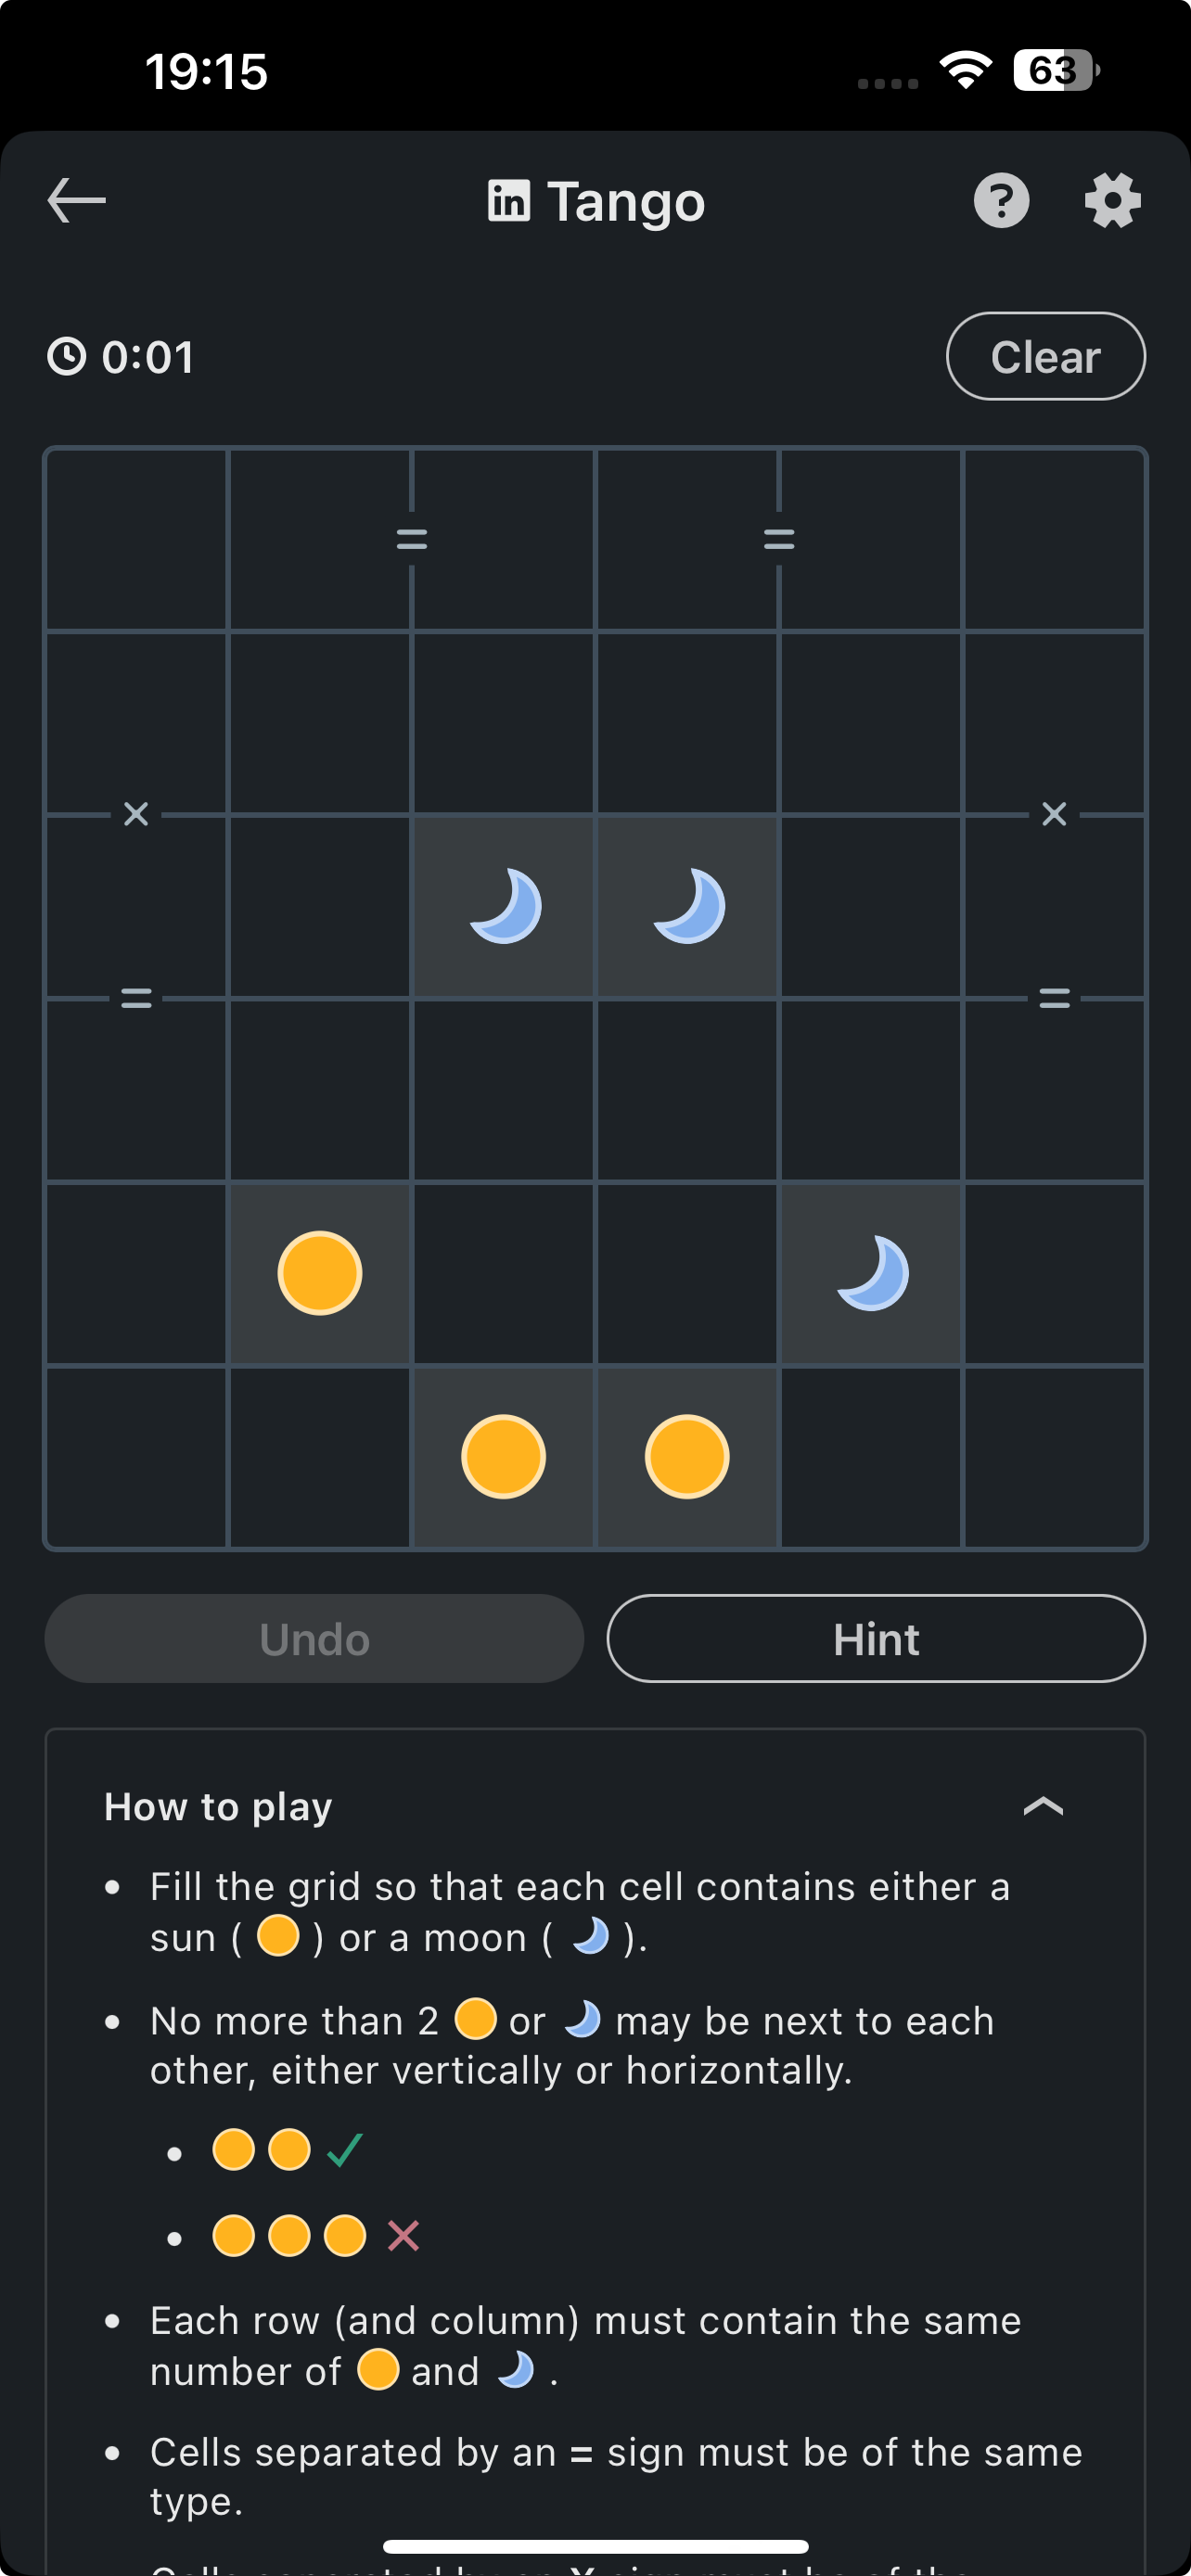 19:15
63
in Tango
?
0:01
Clear
=
=
×
×
=
=
Undo
Hint
How to play
• Fill the grid so that each cell contains either a
sun ( ) or a moon ( ).
• No more than 2 or may be next to each
other, either vertically or horizontally.
• Each row (and column) must contain the same
number of and .
• Cells separated by an = sign must be of the same
type.